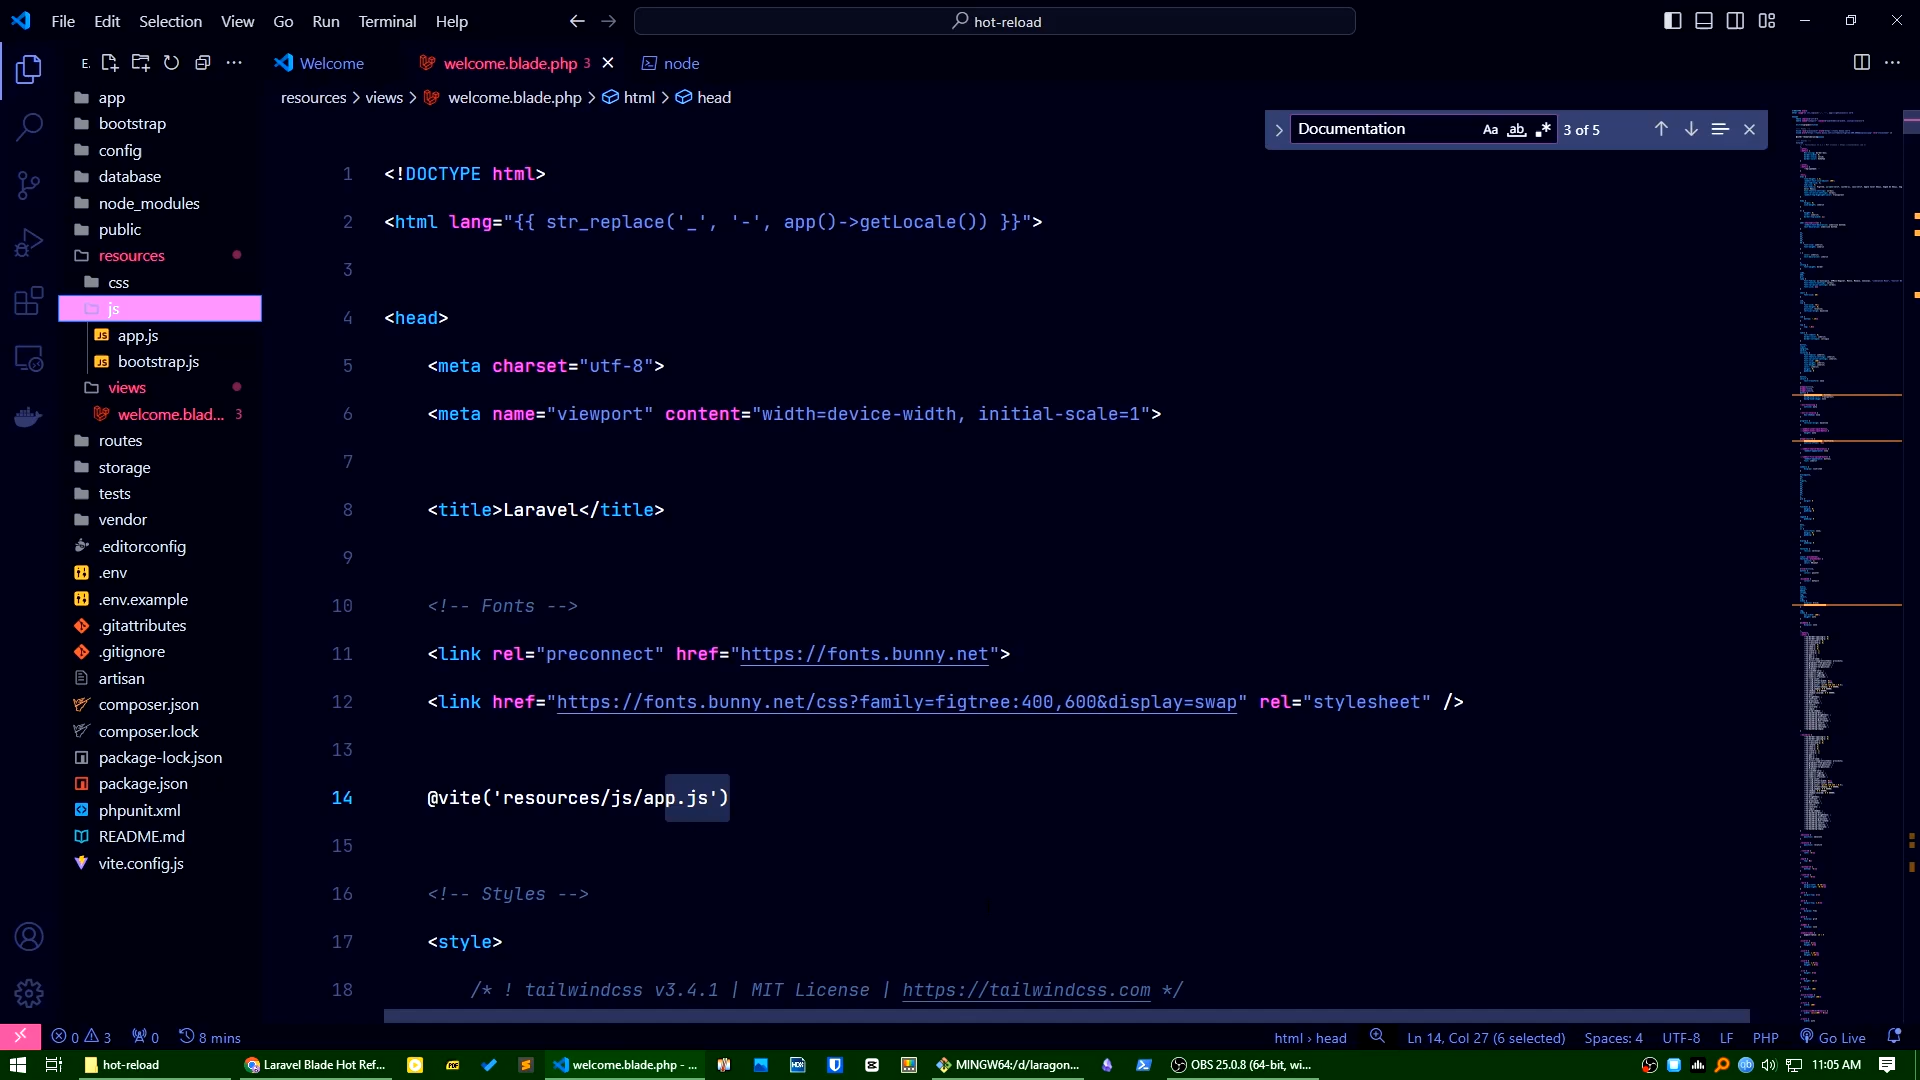 File Edit Selection View Go Run Terminal Help
hot-reload
E.
Welcome
welcome.blade.php 3
node
resources > views > welcome.blade.php > html > head
Documentation
Aa ab .* 3 of 5
app
bootstrap
config
database
node_modules
public
resources
css
js
JS app.js
JS bootstrap.js
views
welcome.blad... 3
routes
storage
tests
vendor
.editorconfig
.env
.env.example
.gitattributes
.gitignore
artisan
composer.json
composer.lock
package-lock.json
package.json
phpunit.xml
README.md
vite.config.js
1 <!DOCTYPE html>
2 <html lang="{{ str_replace('_', '-', app()->getLocale()) }}">
3
4 <head>
5 <meta charset="utf-8">
6 <meta name="viewport" content="width=device-width, initial-scale=1">
7
8 <title>Laravel</title>
9
10 <!-- Fonts -->
11 <link rel="preconnect" href="https://fonts.bunny.net">
12 <link href="https://fonts.bunny.net/css?family=figtree:400,600&display=swap" rel="stylesheet" />
13
14 @vite('resources/js/app.js')
15
16 <!-- Styles -->
17 <style>
18 /* ! tailwindcss v3.4.1 | MIT License | https://tailwindcss.com */
0 3 0 8 mins
html > head
Ln 14, Col 27 (6 selected) Spaces: 4 UTF-8 LF PHP Go Live
hot-reload
Laravel Blade Hot Ref...
welcome.blade.php - ...
MINGW64:/d/laragon...
OBS 25.0.8 (64-bit, wi...
11:05 AM